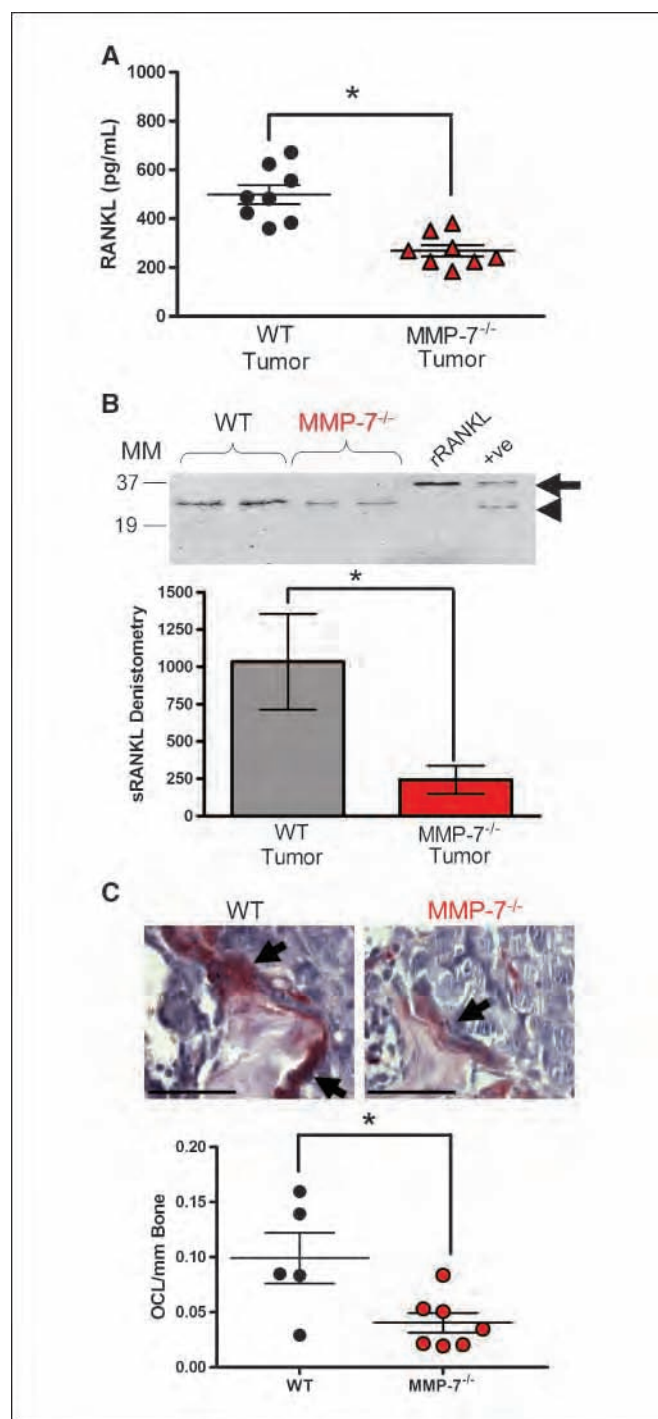 A
1000
800
600
400
200
0
RANKL (pg/mL)
*
WT
Tumor
MMP-7-/-
Tumor
B
WT
MMP-7-/-
rRANKL
+ve
MM
37
19
1500
1250
1000
750
500
250
0
sRANKL Denistometry
*
WT
Tumor
MMP-7-/-
Tumor
C
WT
MMP-7-/-
*
0.20
0.15
0.10
0.05
0.00
OCL/mm Bone
WT
MMP-7-/-